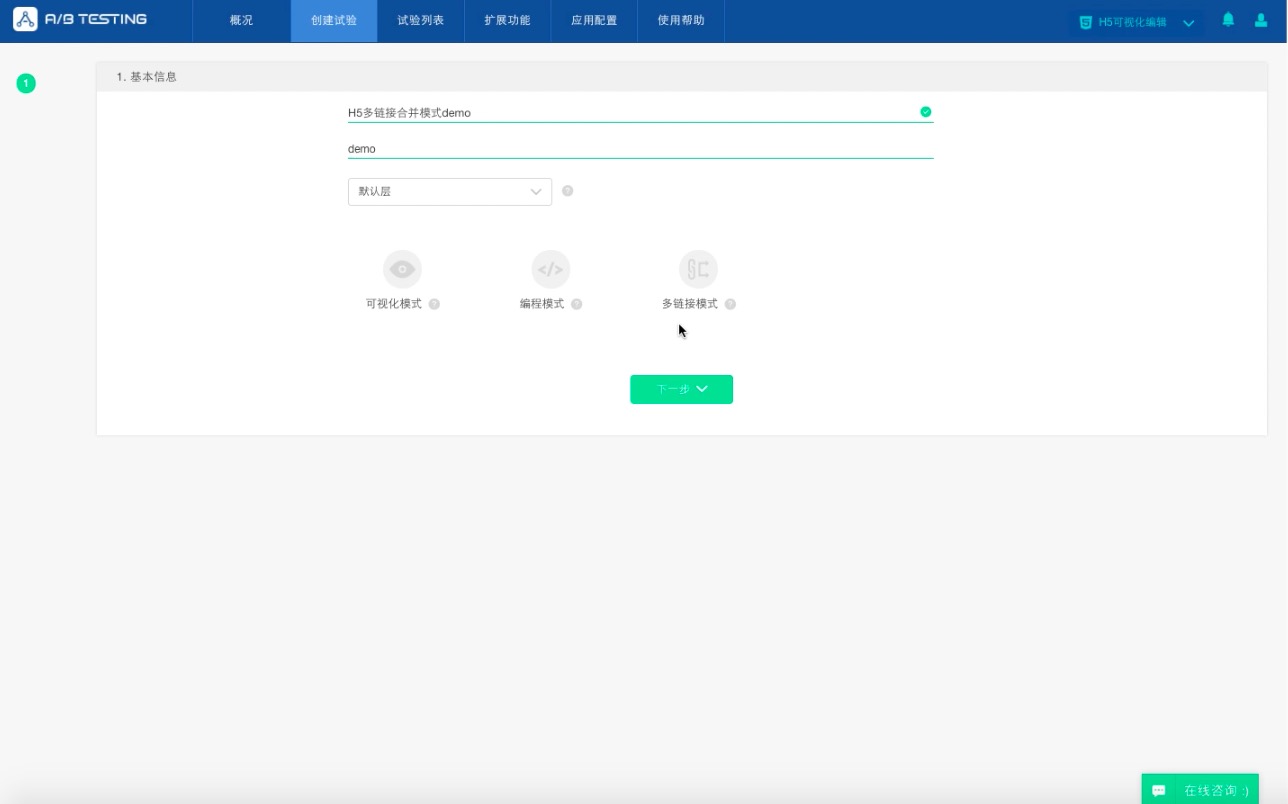 A/B TESTING
概况
创建试验
试验列表
扩展功能
应用配置
使用帮助
H5可视化编辑
1
1. 基本信息
H5多链接合并模式demo
demo
默认层
?
可视化模式 ?
编程模式 ?
多链接模式 ?
下一步
在线咨询 :)